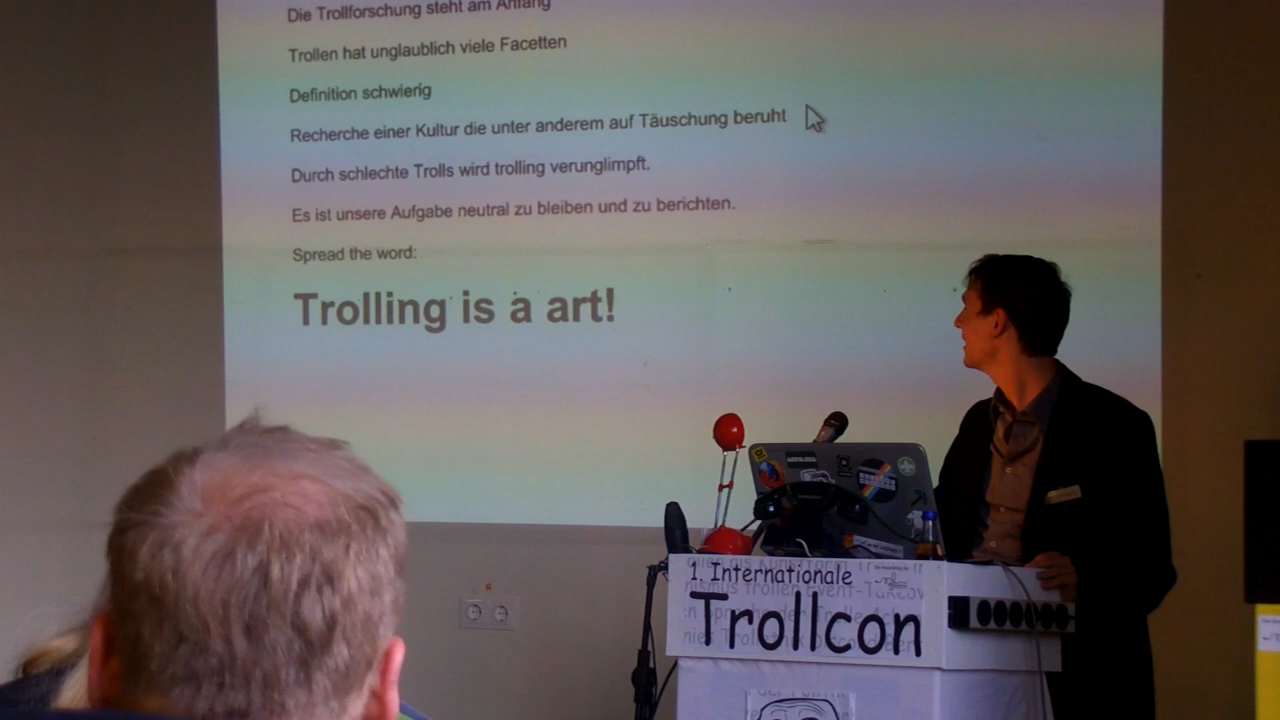 Die Trollforschung steht am Anfang
Trollen hat unglaublich viele Facetten
Definition schwierig
Recherche einer Kultur die unter anderem auf Täuschung beruht
Durch schlechte Trolls wird trolling verunglimpft.
Es ist unsere Aufgabe neutral zu bleiben und zu berichten.
Spread the word:
Trolling is a art!
1. Internationale
Trollcon